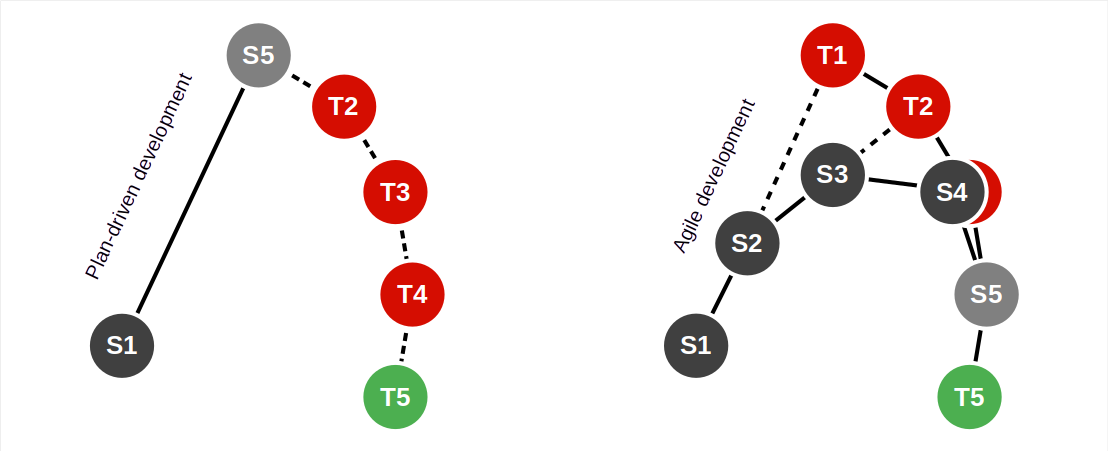 S5
T2
Plan-driven development
T3
T4
S1
T5
T1
T2
Agile development
S3
S4
S2
S5
S1
T5